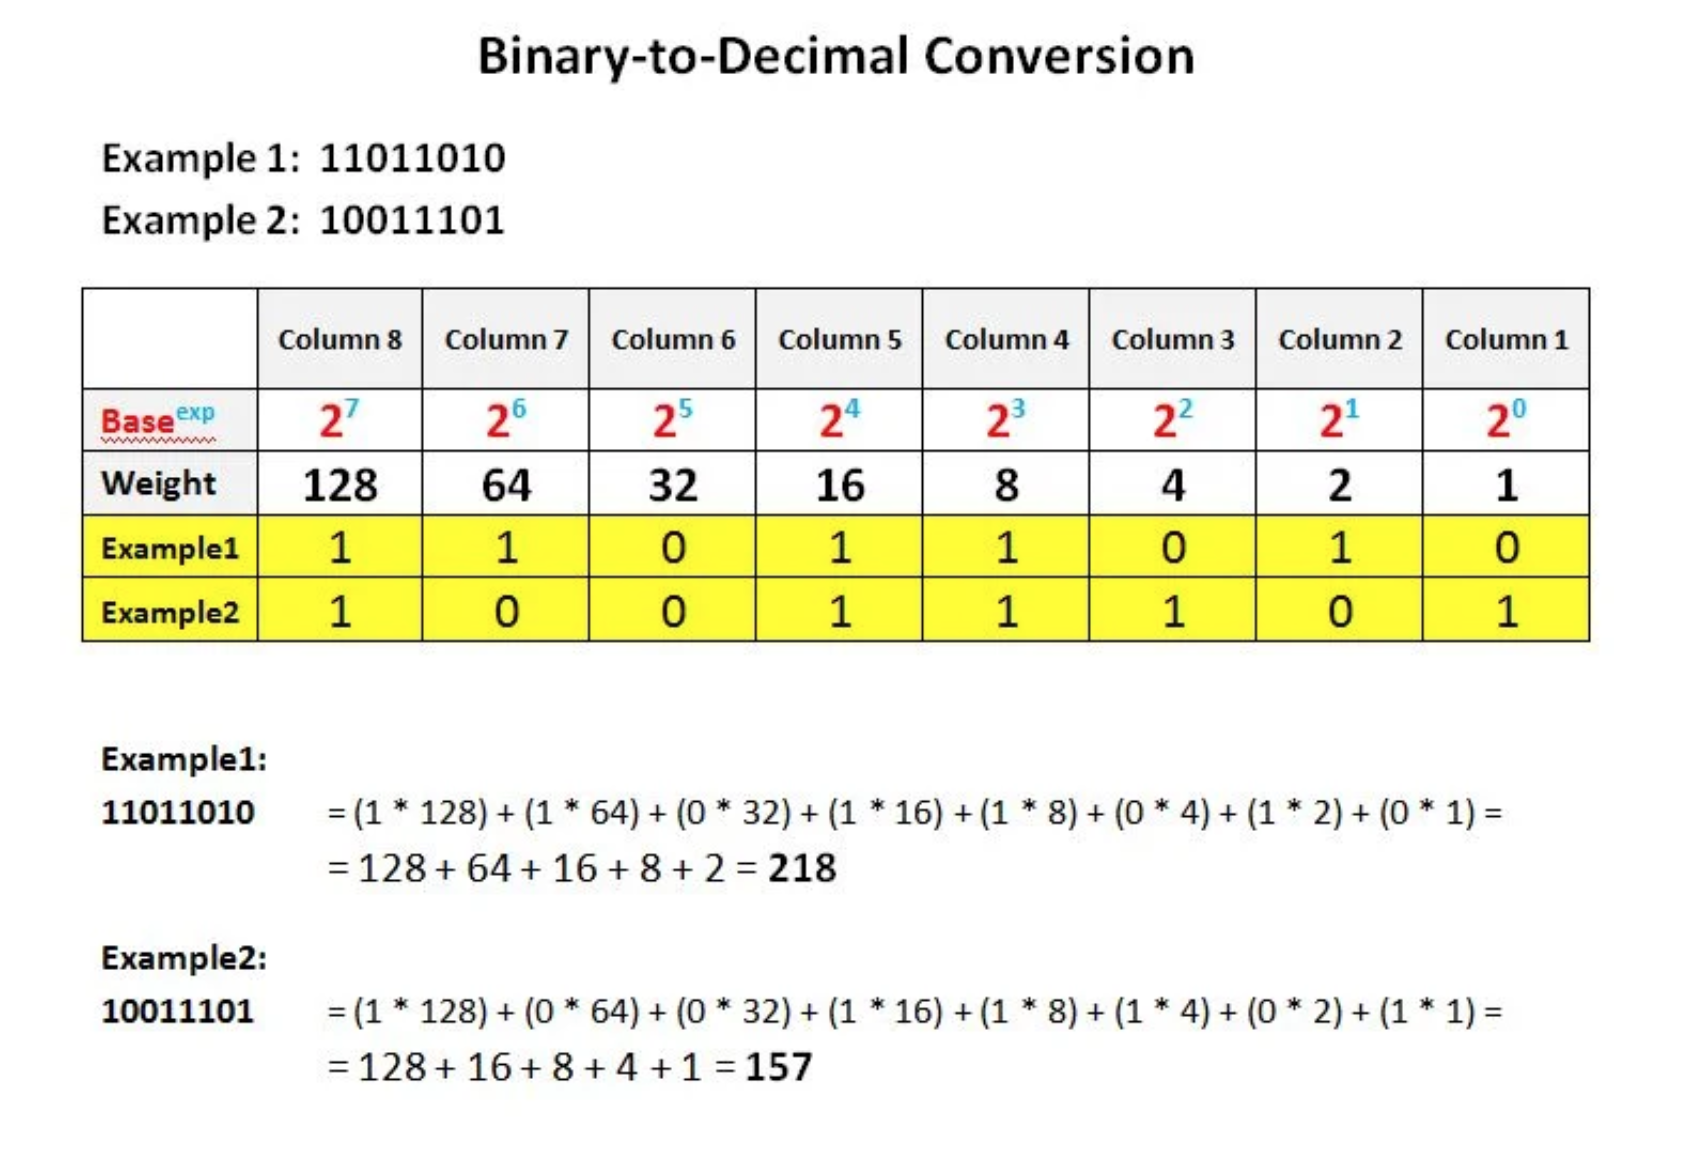 Binary-to-Decimal Conversion
Example 1: 11011010
Example 2: 10011101
Column 8 Column 7 Column 6 Column 5 Column 4 Column 3 Column 2 Column 1
Base^exp 2^7 2^6 2^5 2^4 2^3 2^2 2^1 2^0
Weight 128 64 32 16 8 4 2 1
Example1 1 1 0 1 1 0 1 0
Example2 1 0 0 1 1 1 0 1
Example1:
11011010 = (1 * 128) + (1 * 64) + (0 * 32) + (1 * 16) + (1 * 8) + (0 * 4) + (1 * 2) + (0 * 1) =
= 128 + 64 + 16 + 8 + 2 = 218
Example2:
10011101 = (1 * 128) + (0 * 64) + (0 * 32) + (1 * 16) + (1 * 8) + (1 * 4) + (0 * 2) + (1 * 1) =
= 128 + 16 + 8 + 4 + 1 = 157